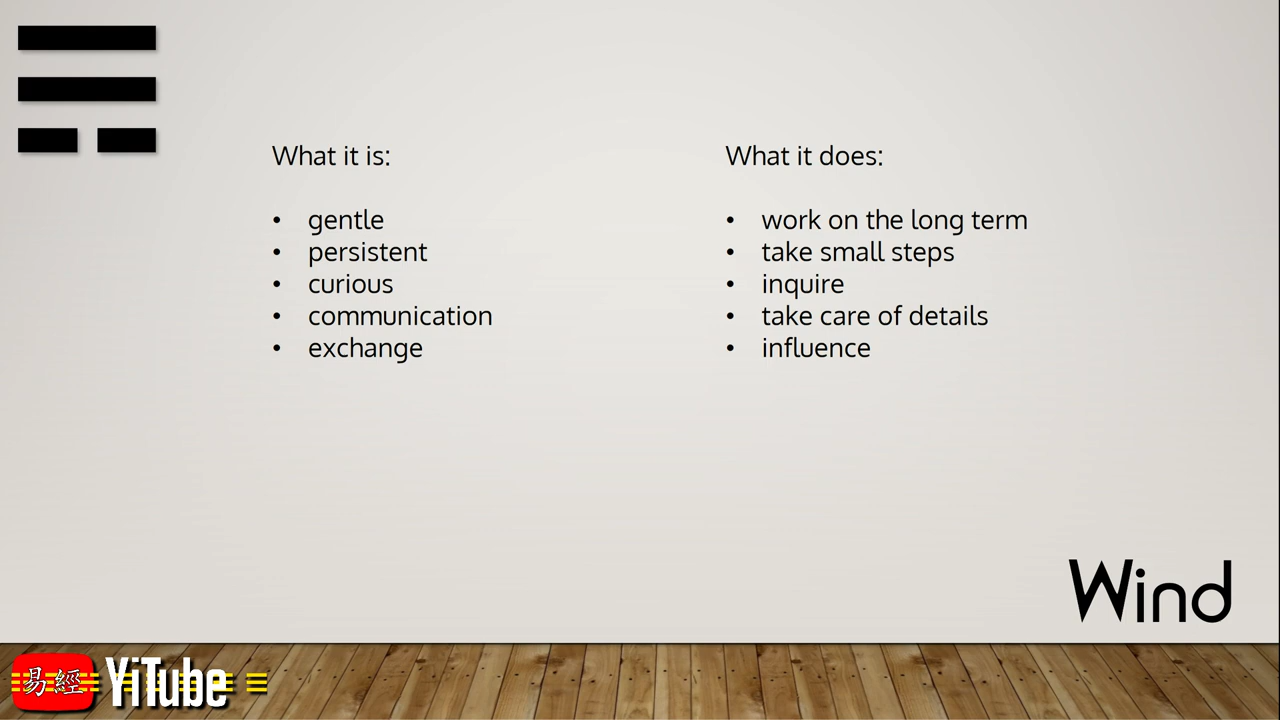 What it is:
• gentle
• persistent
• curious
• communication
• exchange
What it does:
• work on the long term
• take small steps
• inquire
• take care of details
• influence
Wind
易經 YiTube